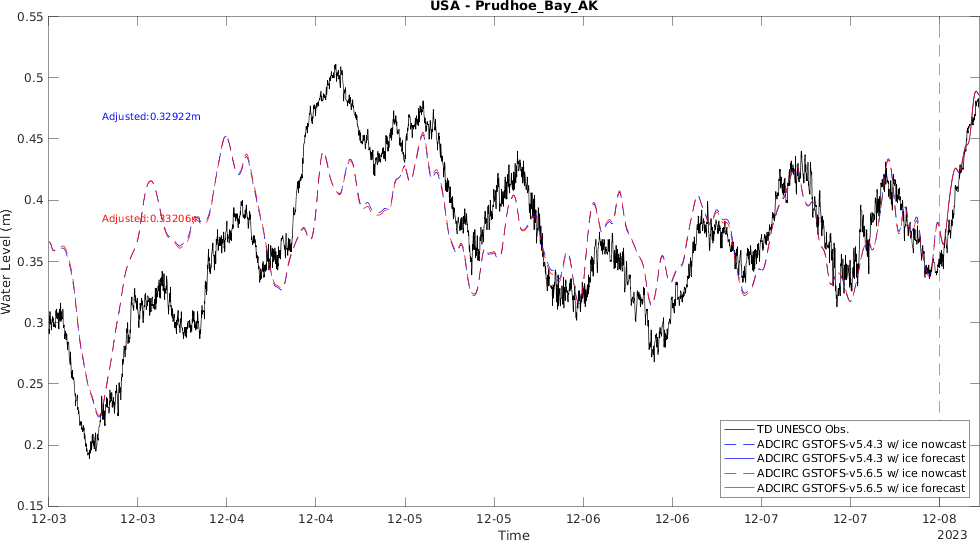 USA - Prudhoe_Bay_AK
0.55
0.5
0.45
0.4
0.35
0.3
0.25
0.2
0.15
Water Level (m)
Adjusted:0.32922m
Adjusted:0.33206m
TD UNESCO Obs.
ADCIRC GSTOFS-v5.4.3 w/ ice nowcast
ADCIRC GSTOFS-v5.4.3 w/ ice forecast
ADCIRC GSTOFS-v5.6.5 w/ ice nowcast
ADCIRC GSTOFS-v5.6.5 w/ ice forecast
12-03 12-03 12-04 12-04 12-05 12-05 12-06 12-06 12-07 12-07 12-08
Time 2023